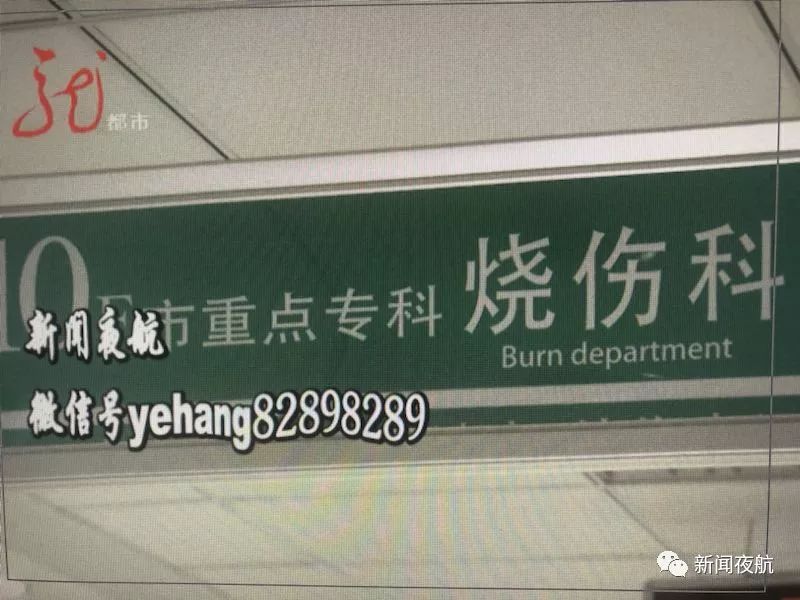 都市
10F 市重点专科 烧伤科
Burn department
新闻夜航
微信号yehang82898289
新闻夜航